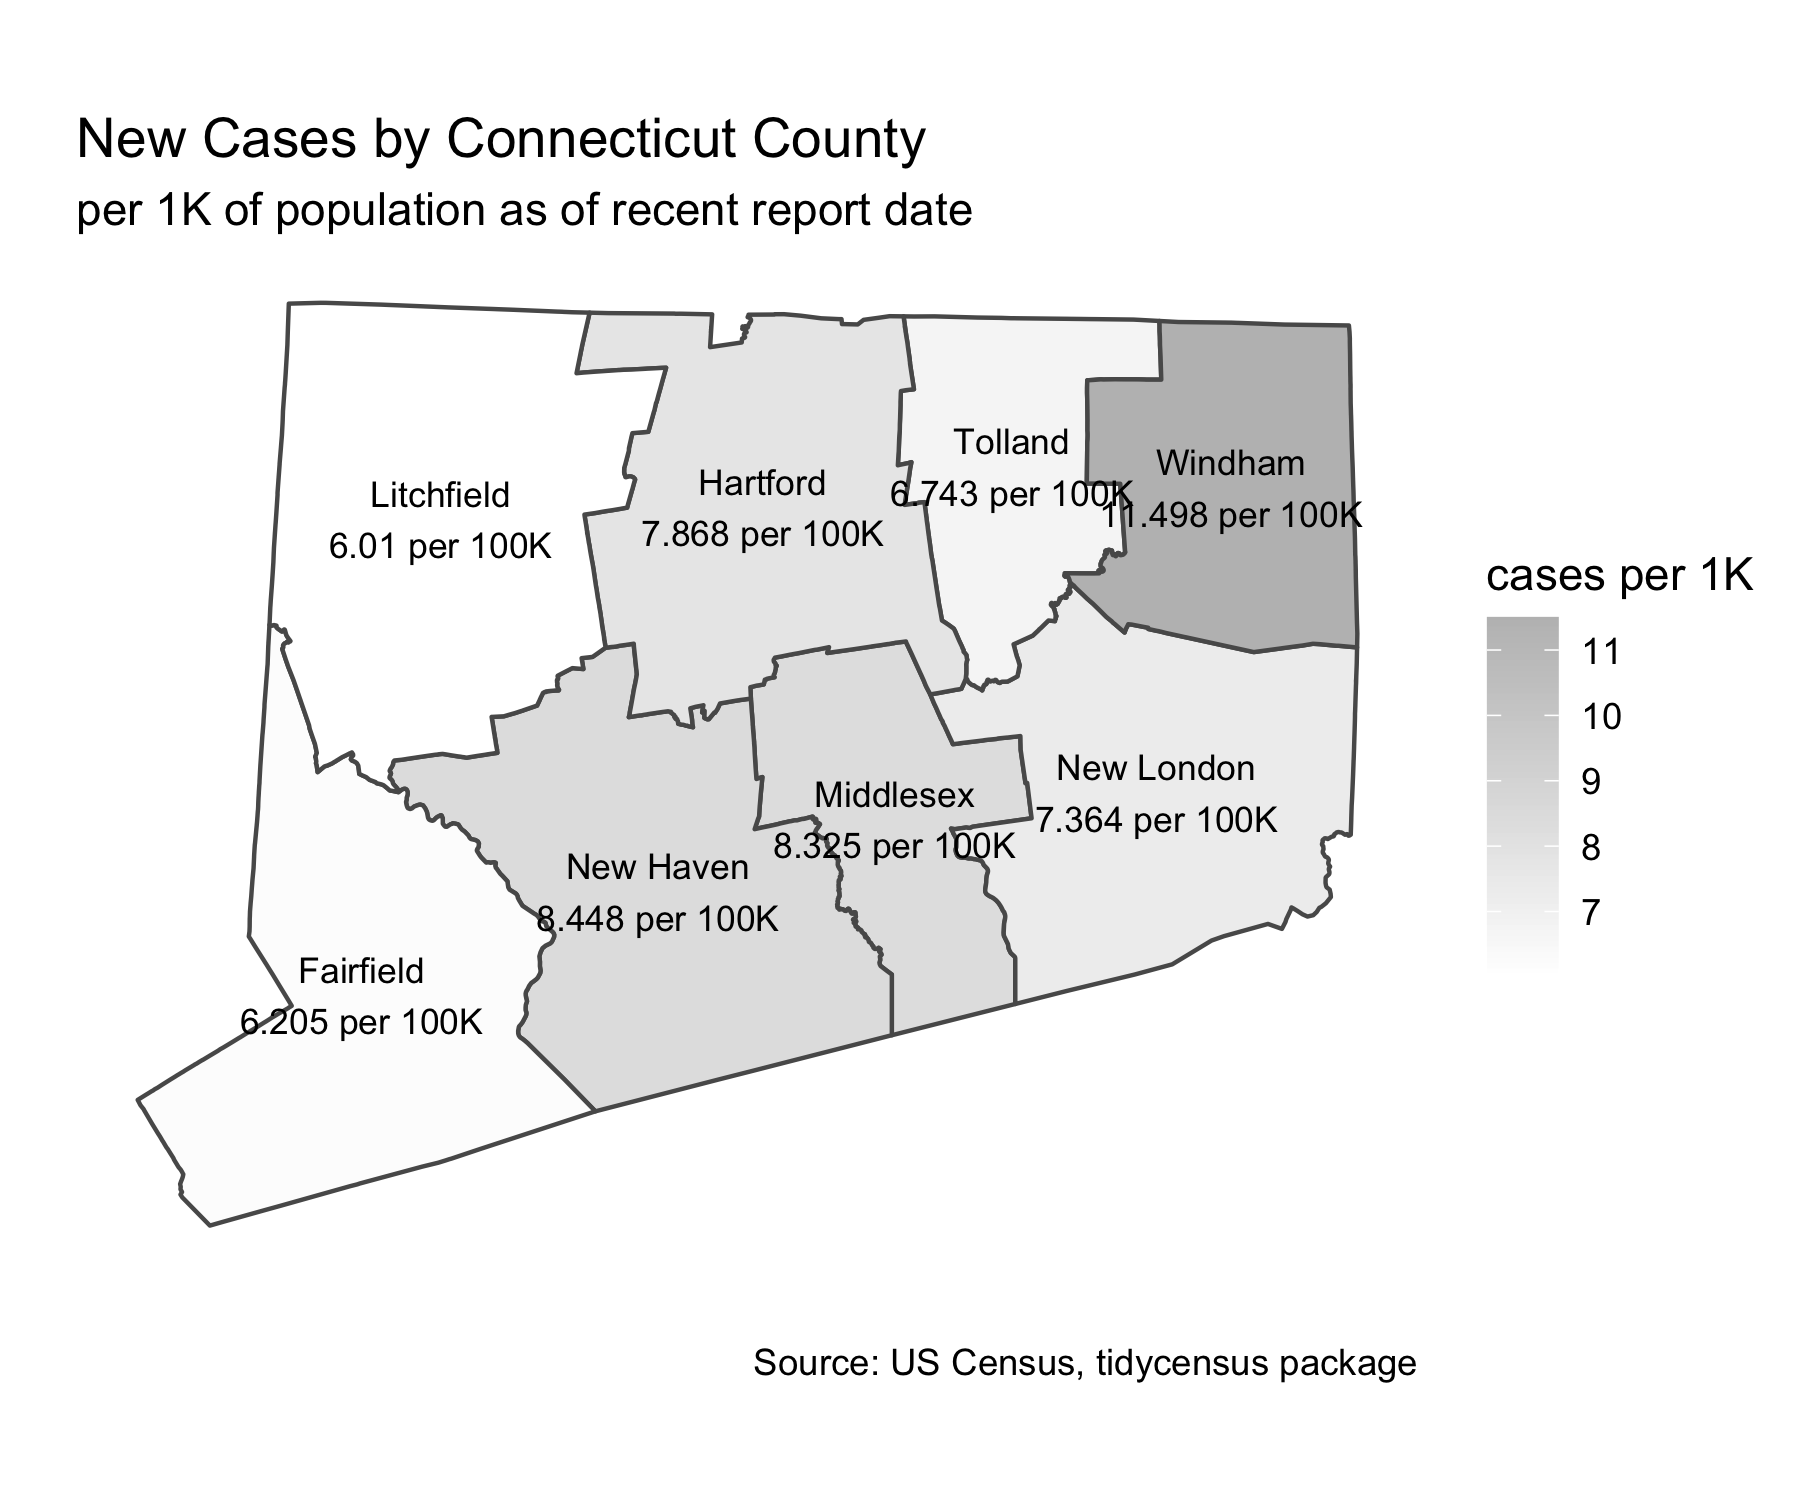 New Cases by Connecticut County
per 1K of population as of recent report date
Litchfield
6.01 per 100K
Hartford
7.868 per 100K
Tolland
6.743 per 100K
Windham
11.498 per 100K
New London
7.364 per 100K
Middlesex
8.325 per 100K
New Haven
8.448 per 100K
Fairfield
6.205 per 100K
cases per 1K
11
10
9
8
7
Source: US Census, tidycensus package